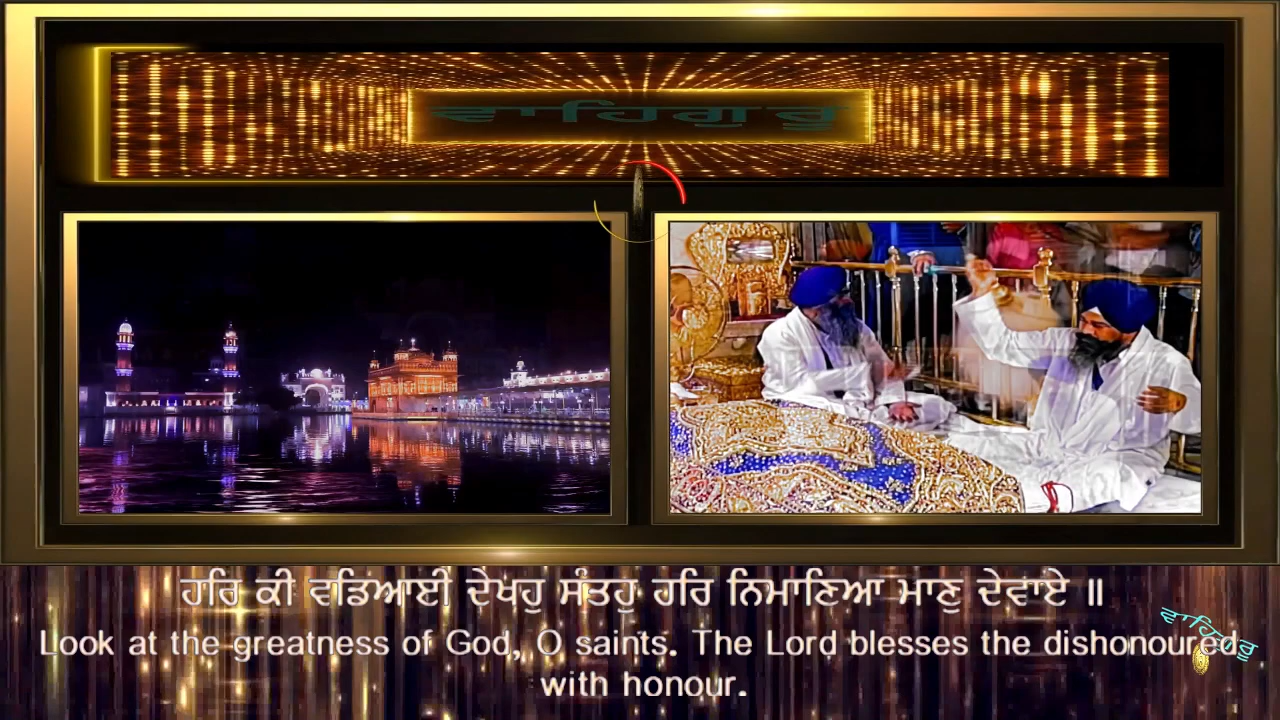 ਵਾਹਿਗੁਰੂ
ਹਰਿ ਕੀ ਵਡਿਆਈ ਦੇਖਹੁ ਸੰਤਹੁ ਹਰਿ ਨਿਮਾਣਿਆ ਮਾਣੁ ਦੇਵਾਏ ॥
Look at the greatness of God, O saints. The Lord blesses the dishonoured
with honour.
ਵਾਹਿਗੁਰੂ